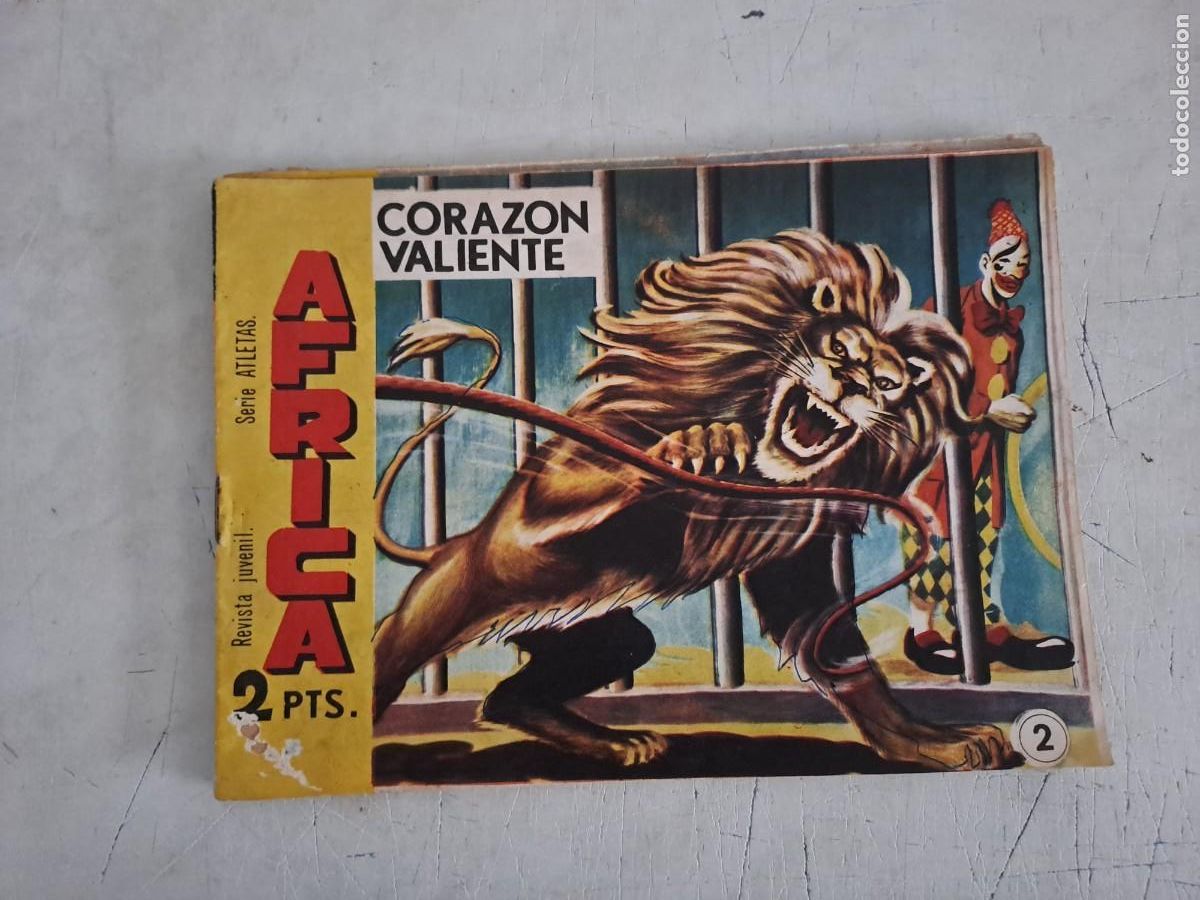 CORAZON
VALIENTE
AFRICA
Serie ATLETAS.
Revista juvenil.
2 PTS.
2
todocoleccion